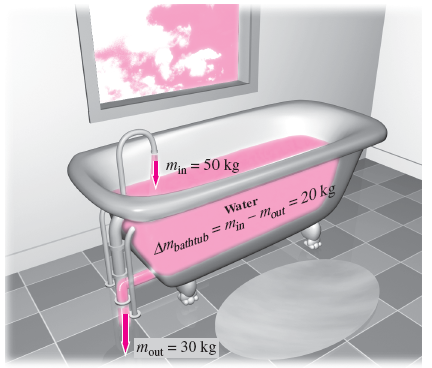 m_in = 50 kg
Water
Δm_bathtub = m_in − m_out = 20 kg
m_out = 30 kg